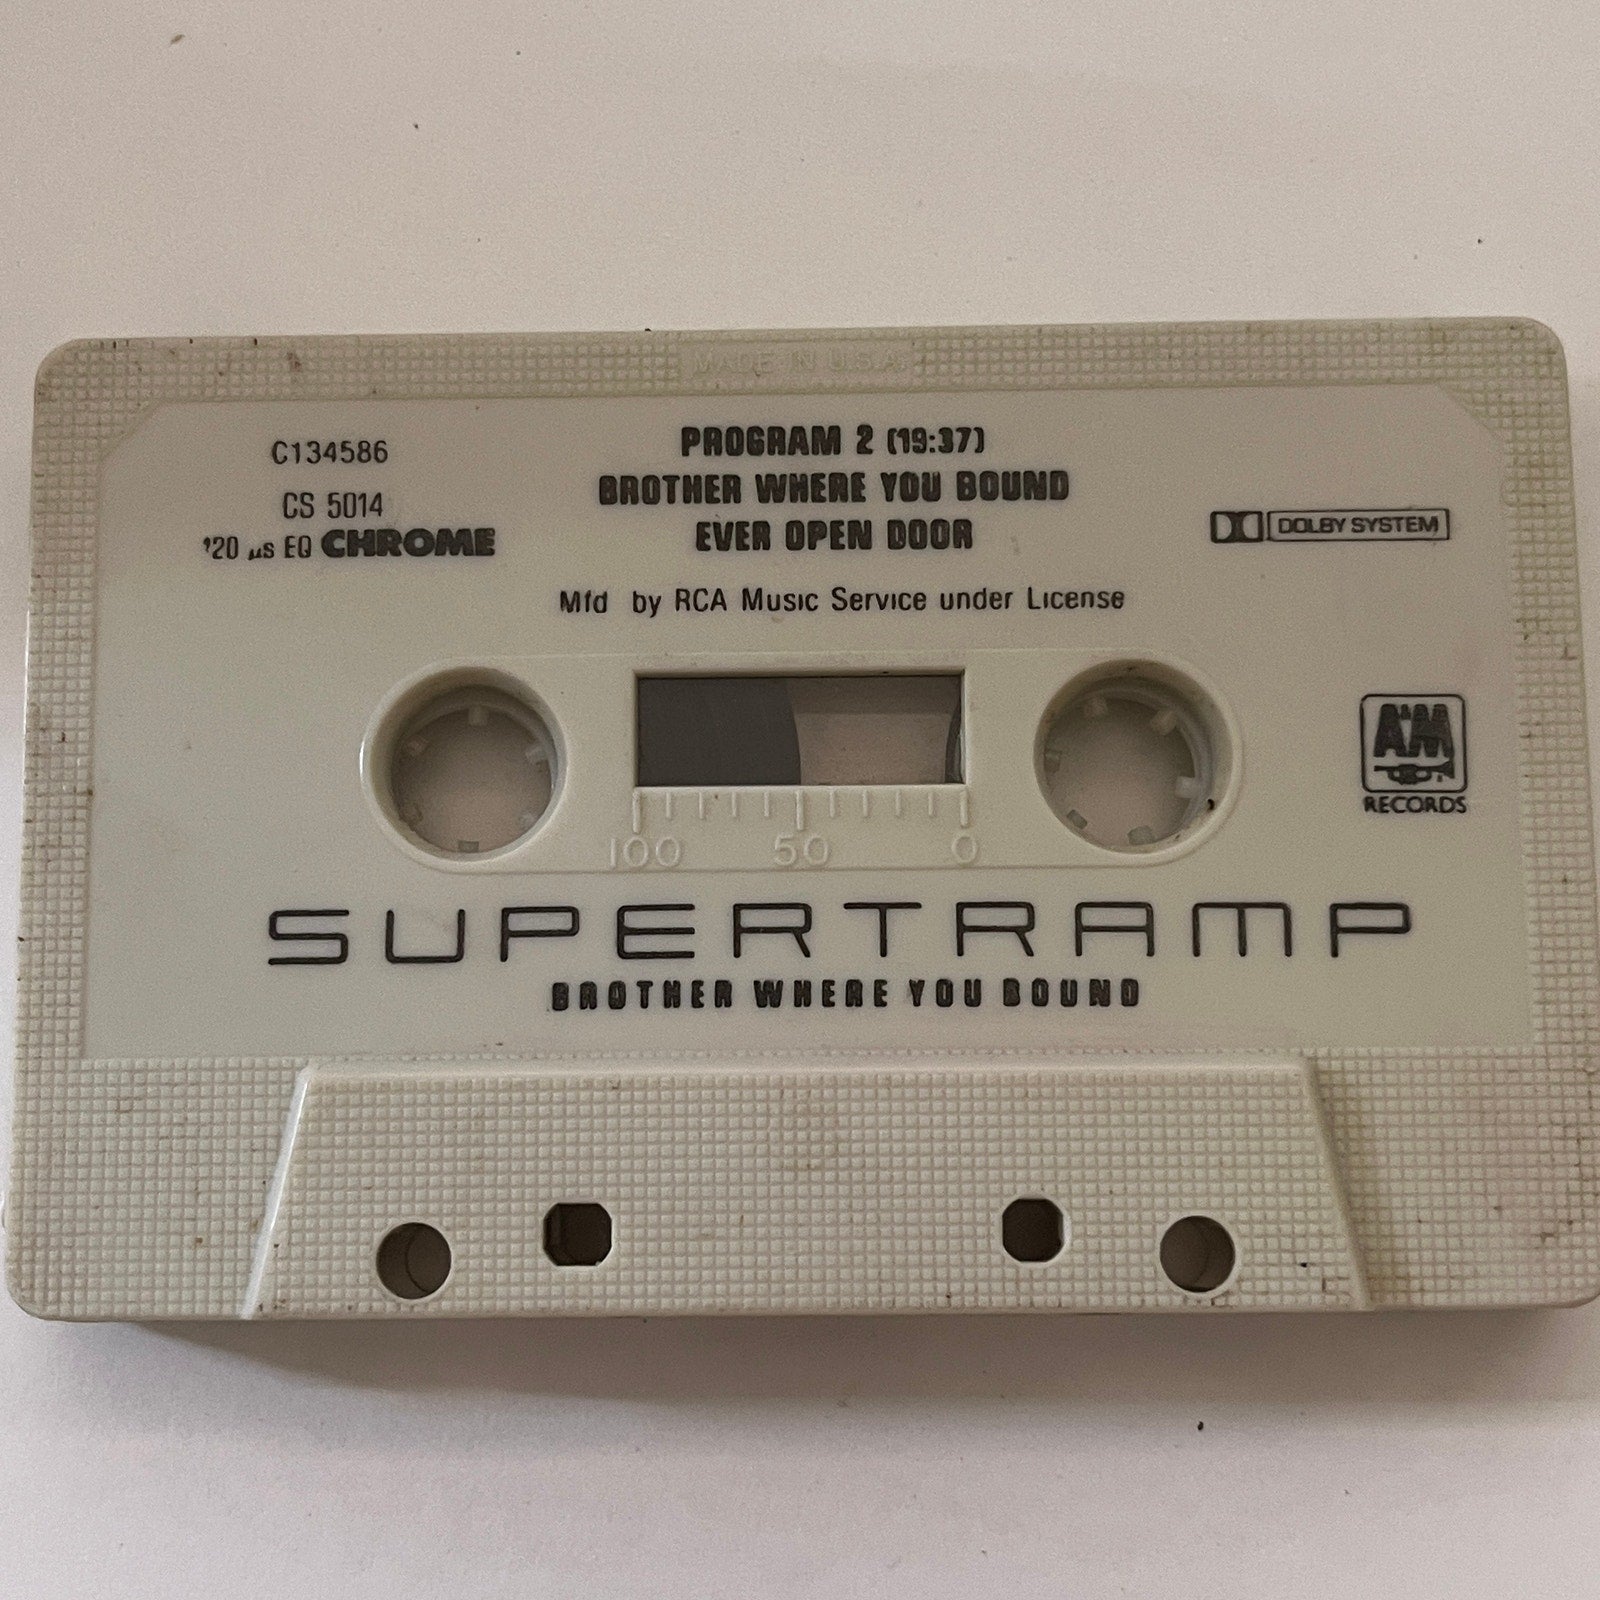 MADE IN U.S.A.
C134586
CS 5014
120 µs EQ CHROME
PROGRAM 2 (19:37)
BROTHER WHERE YOU BOUND
EVER OPEN DOOR
DOLBY SYSTEM
Mfd by RCA Music Service under License
A&M
RECORDS
100 50 0
SUPERTRAMP
BROTHER WHERE YOU BOUND